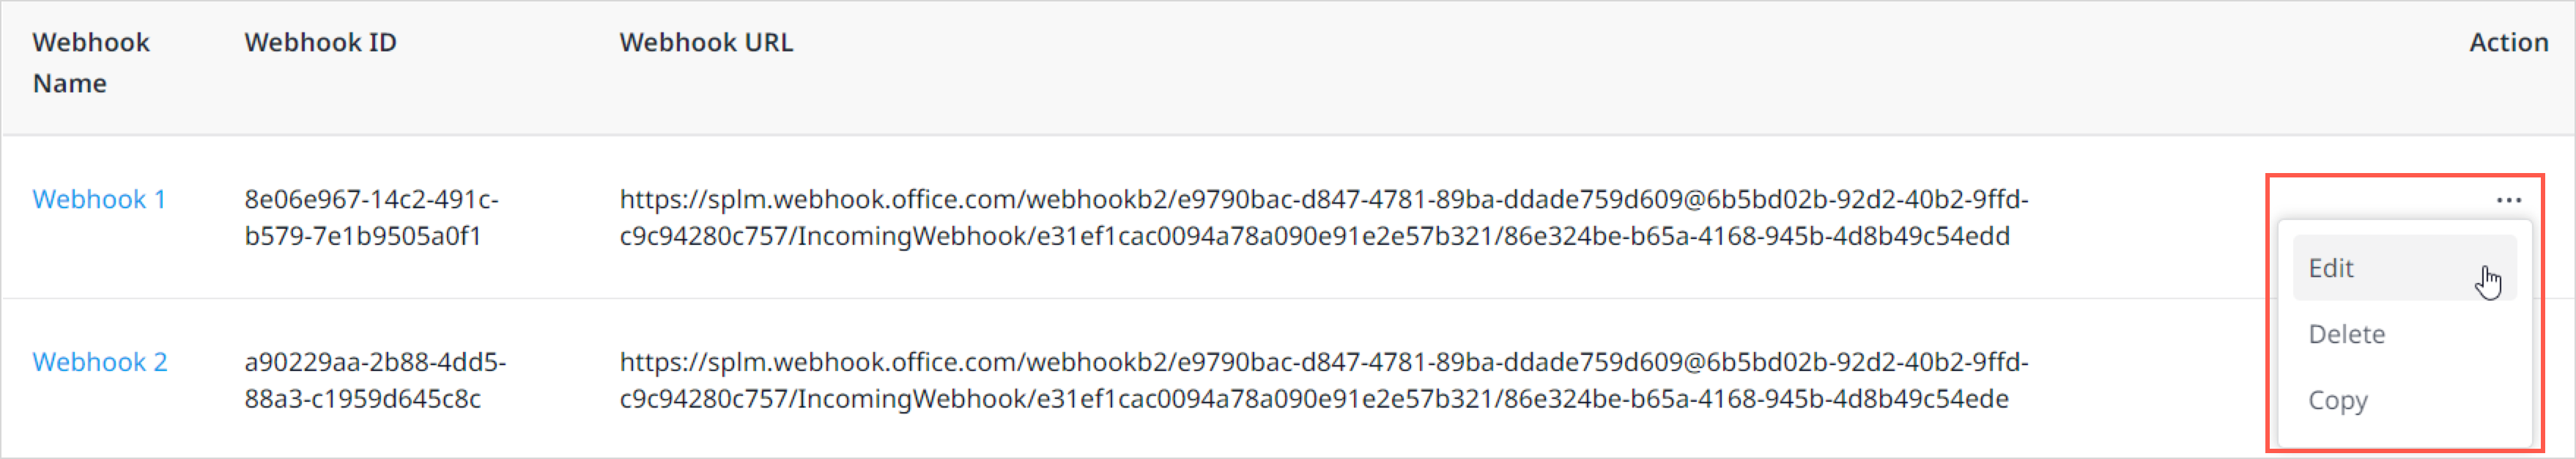 Webhook Name
Webhook ID
Webhook URL
Action
Webhook 1
8e06e967-14c2-491c-
b579-7e1b9505a0f1
https://splm.webhook.office.com/webhookb2/e9790bac-d847-4781-89ba-ddade759d609@6b5bd02b-92d2-40b2-9ffd-
c9c94280c757/IncomingWebhook/e31ef1cac0094a78a090e91e2e57b321/86e324be-b65a-4168-945b-4d8b49c54edd
...
Edit
Delete
Copy
Webhook 2
a90229aa-2b88-4dd5-
88a3-c1959d645c8c
https://splm.webhook.office.com/webhookb2/e9790bac-d847-4781-89ba-ddade759d609@6b5bd02b-92d2-40b2-9ffd-
c9c94280c757/IncomingWebhook/e31ef1cac0094a78a090e91e2e57b321/86e324be-b65a-4168-945b-4d8b49c54ede